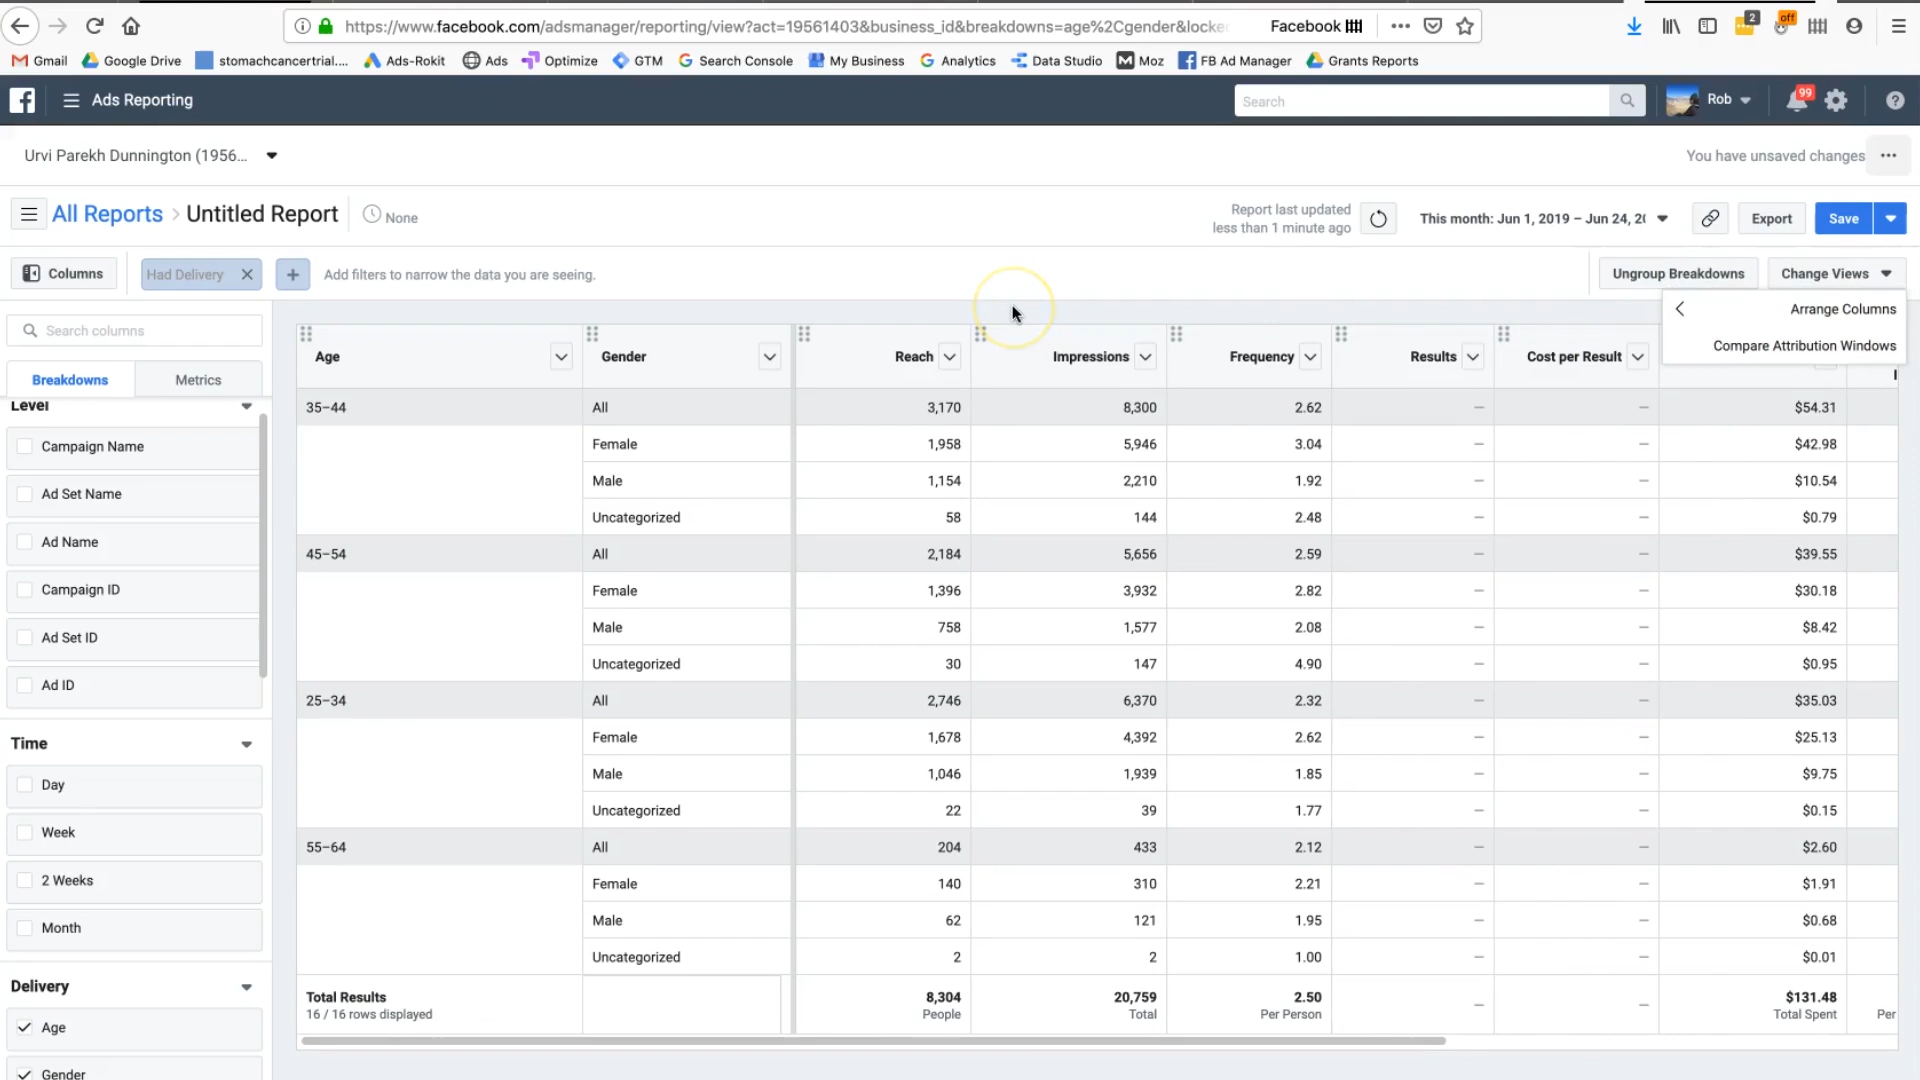 https://www.facebook.com/adsmanager/reporting/view?act=19561403&business_id&breakdowns=age%2Cgender&locke
Facebook
2
off
Gmail
Google Drive
stomachcancertrial....
Ads-Rokit
Ads
Optimize
GTM
Search Console
My Business
Analytics
Data Studio
Moz
FB Ad Manager
Grants Reports
Ads Reporting
Search
Rob
99
Urvi Parekh Dunnington (1956...
You have unsaved changes
All Reports > Untitled Report
None
Report last updated
less than 1 minute ago
This month: Jun 1, 2019 – Jun 24, 2
Export
Save
Columns
Had Delivery
Add filters to narrow the data you are seeing.
Ungroup Breakdowns
Change Views
Arrange Columns
Compare Attribution Windows
Search columns
Breakdowns
Metrics
Level
Campaign Name
Ad Set Name
Ad Name
Campaign ID
Ad Set ID
Ad ID
Time
Day
Week
2 Weeks
Month
Delivery
Age
Gender
Age Gender Reach Impressions Frequency Results Cost per Result
35–44 All 3,170 8,300 2.62 — — $54.31
Female 1,958 5,946 3.04 — — $42.98
Male 1,154 2,210 1.92 — — $10.54
Uncategorized 58 144 2.48 — — $0.79
45–54 All 2,184 5,656 2.59 — — $39.55
Female 1,396 3,932 2.82 — — $30.18
Male 758 1,577 2.08 — — $8.42
Uncategorized 30 147 4.90 — — $0.95
25–34 All 2,746 6,370 2.32 — — $35.03
Female 1,678 4,392 2.62 — — $25.13
Male 1,046 1,939 1.85 — — $9.75
Uncategorized 22 39 1.77 — — $0.15
55–64 All 204 433 2.12 — — $2.60
Female 140 310 2.21 — — $1.91
Male 62 121 1.95 — — $0.68
Uncategorized 2 2 1.00 — — $0.01
Total Results 8,304 20,759 2.50 — — $131.48
16 / 16 rows displayed People Total Per Person Total Spent Per